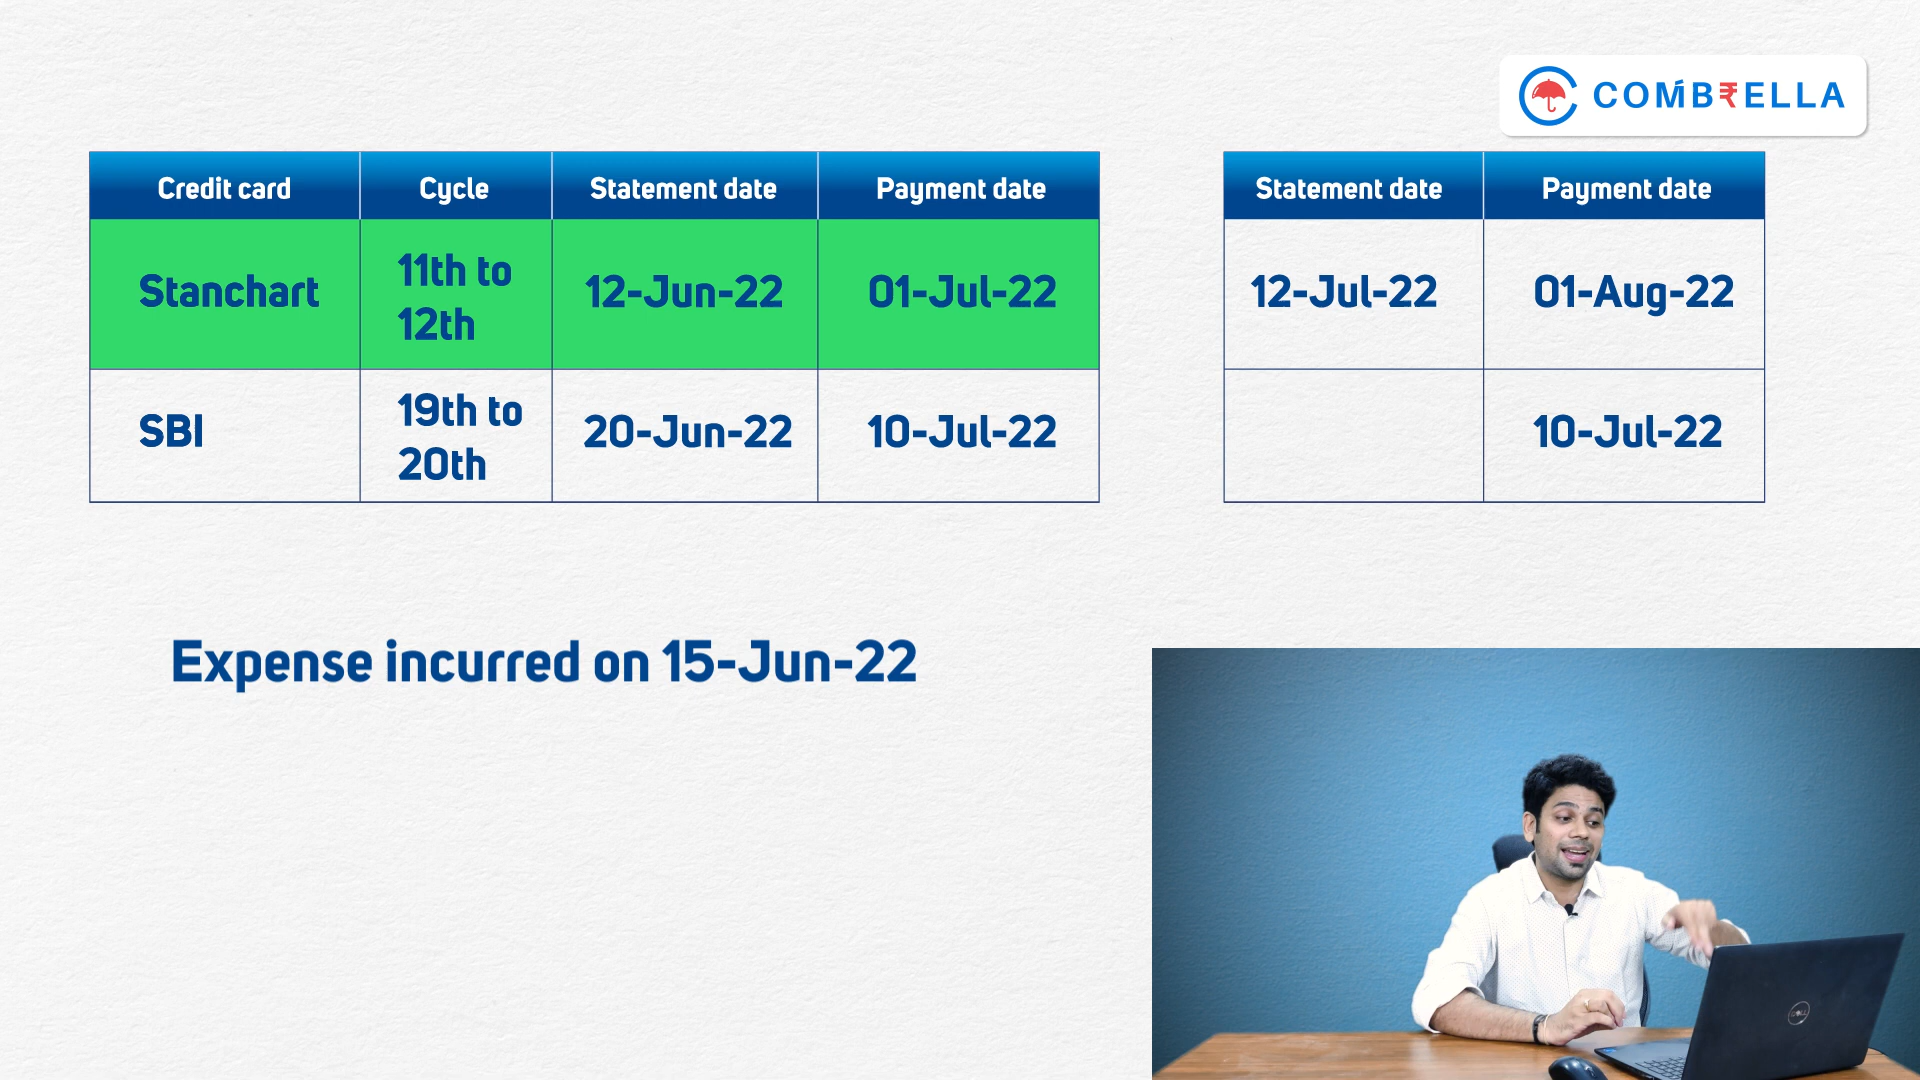 COMBRELLA
Credit card Cycle Statement date Payment date
Stanchart 11th to 12th 12-Jun-22 01-Jul-22
SBI 19th to 20th 20-Jun-22 10-Jul-22
Statement date Payment date
12-Jul-22 01-Aug-22
10-Jul-22
Expense incurred on 15-Jun-22
DELL